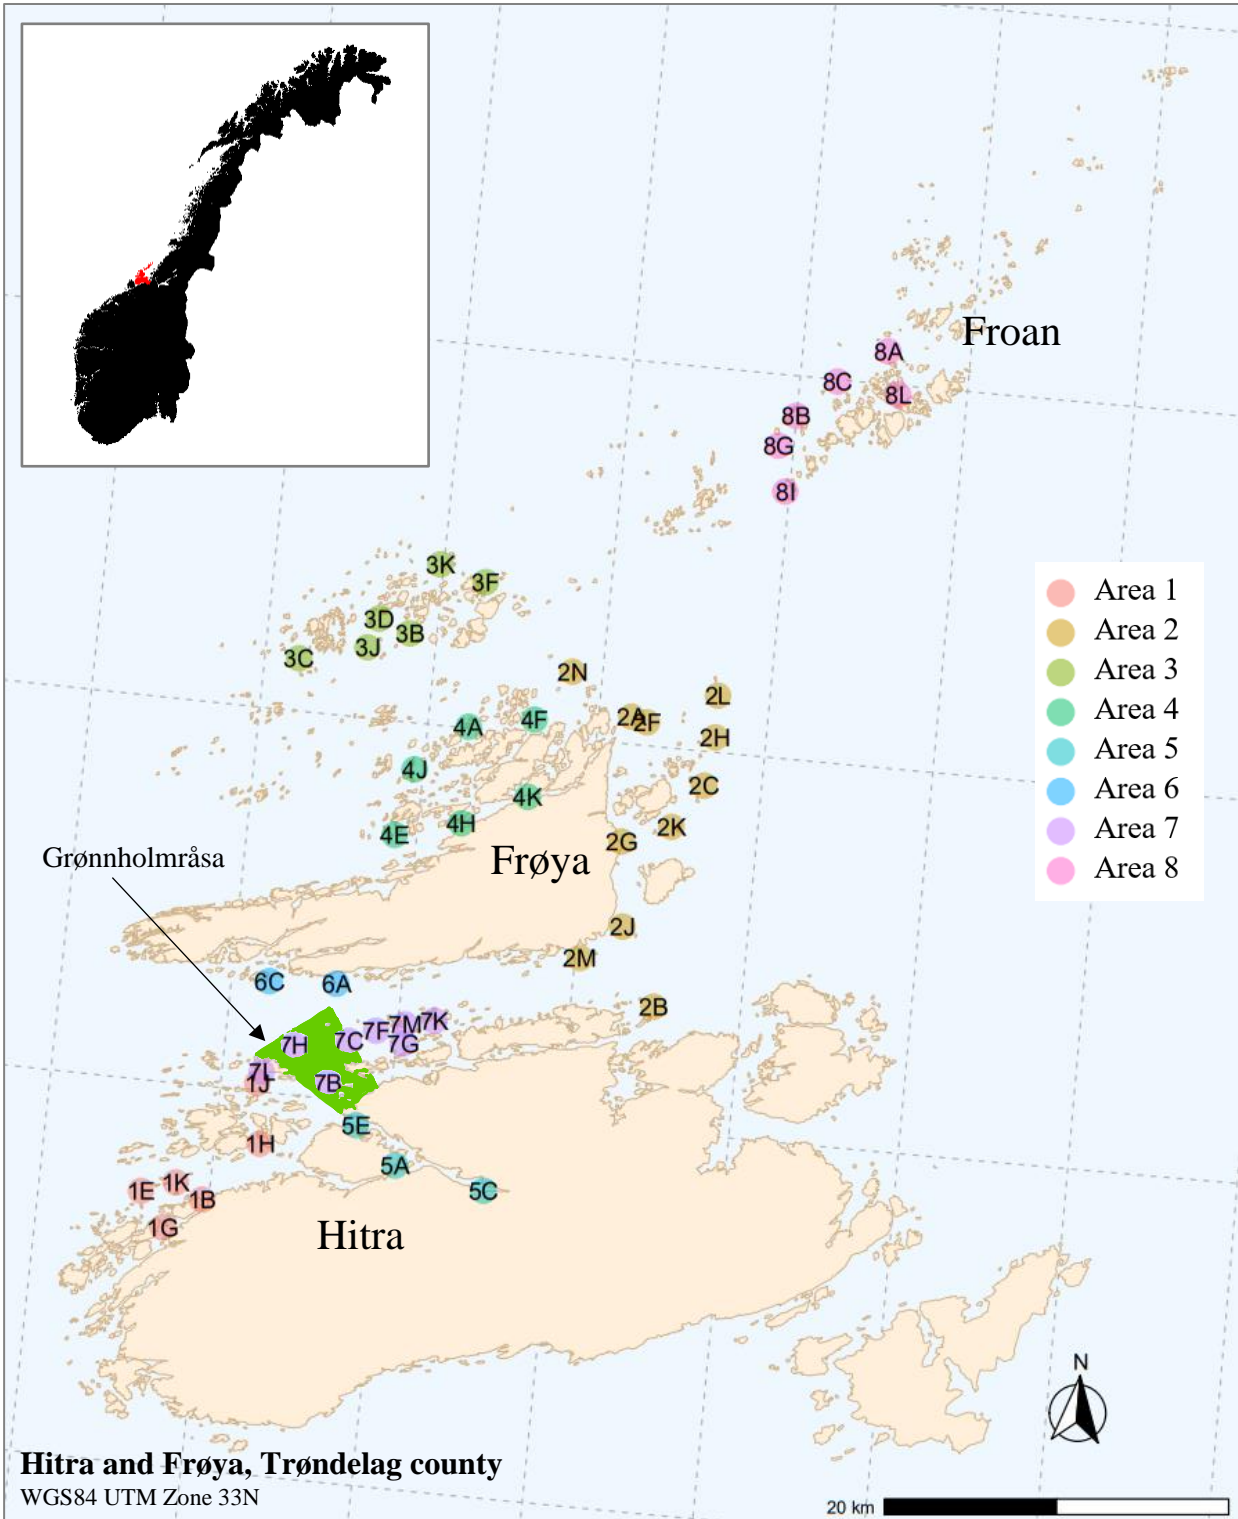 Froan
8A
8C
8L
8B
8G
8I
3K
3F
3D
3B
3J
3C
2N
2L
2A
2F
4F
4A
2H
4J
2C
4K
4H
2K
4E
2G
Frøya
Grønnholmråsa
2J
2M
6C
6A
2B
7K
7M
7F
7C
7H
7G
7L
7B
1J
5E
1H
5A
5C
1K
1E
1B
1G
Hitra
Area 1
Area 2
Area 3
Area 4
Area 5
Area 6
Area 7
Area 8
N
Hitra and Frøya, Trøndelag county
WGS84 UTM Zone 33N
20 km